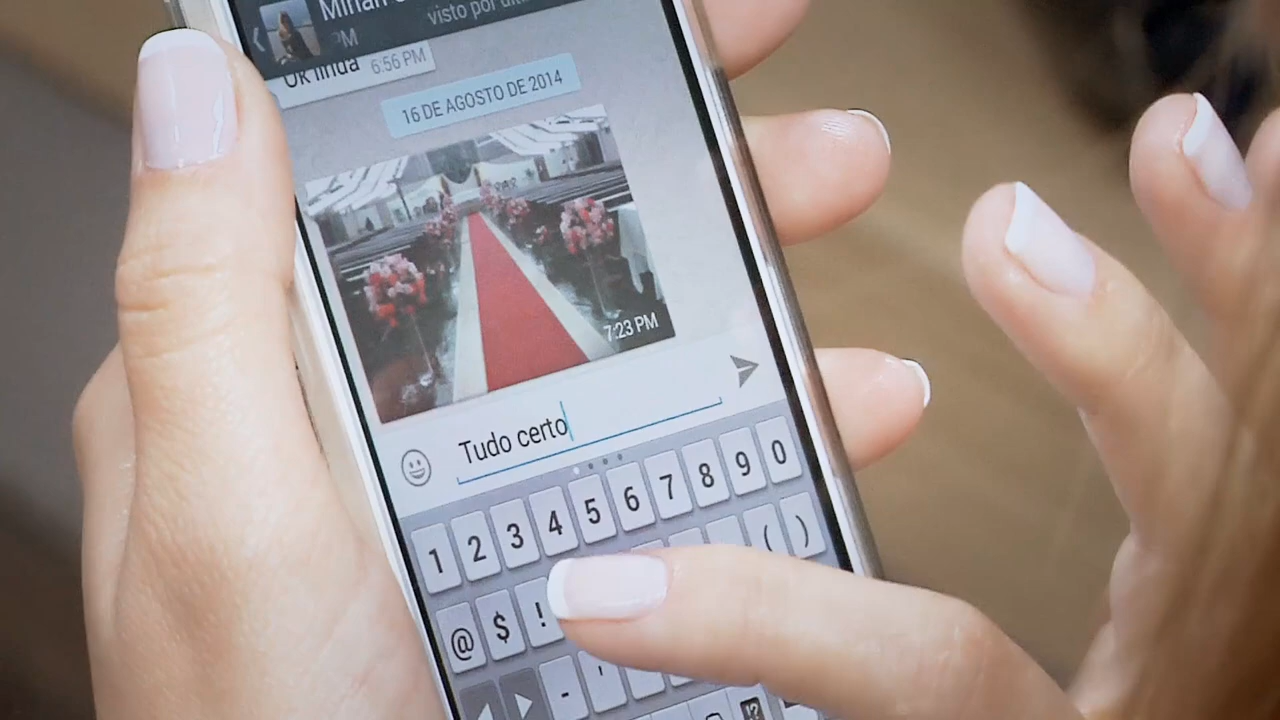 visto por
PM
Ok linda 6:56 PM
16 DE AGOSTO DE 2014
7:23 PM
Tudo certo
1 2 3 4 5 6 7 8 9 0
( )
@ $ !
- '
!?